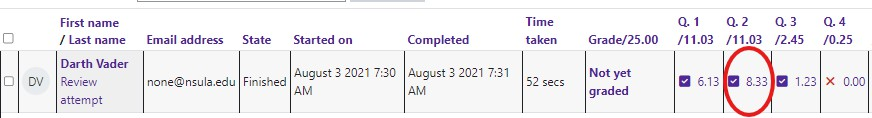 First name
/ Last name
Email address
State
Started on
Completed
Time
taken
Grade/25.00
Q. 1
/11.03
Q. 2
/11.03
Q. 3
/2.45
Q. 4
/0.25
DV
Darth Vader
Review
attempt
none@nsula.edu
Finished
August 3 2021 7:30
AM
August 3 2021 7:31
AM
52 secs
Not yet
graded
6.13
8.33
1.23
0.00